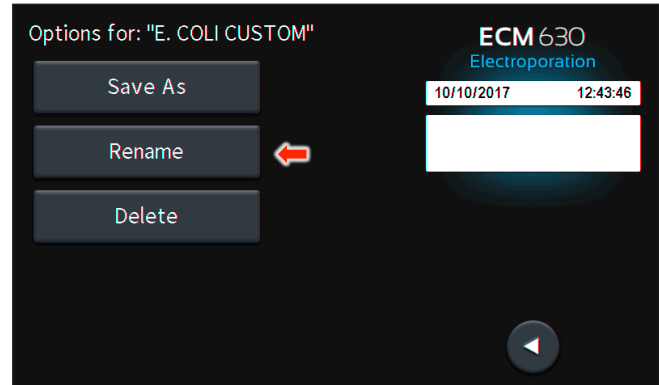 Options for: "E. COLI CUSTOM"
Save As
Rename
Delete
ECM 630
Electroporation
10/10/2017 12:43:46